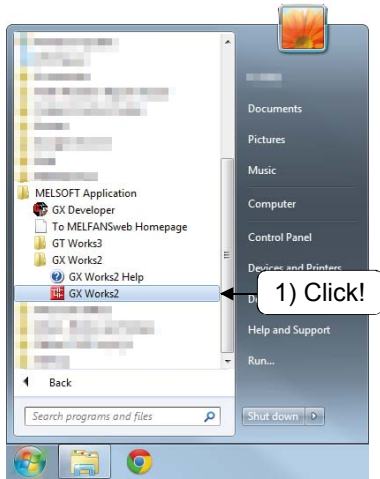 MELSOFT Application
GX Developer
To MELFANSweb Homepage
GT Works3
GX Works2
GX Works2 Help
GX Works2
Back
Search programs and files
Documents
Pictures
Music
Computer
Control Panel
Devices and Printers
1) Click!
Help and Support
Run...
Shut down